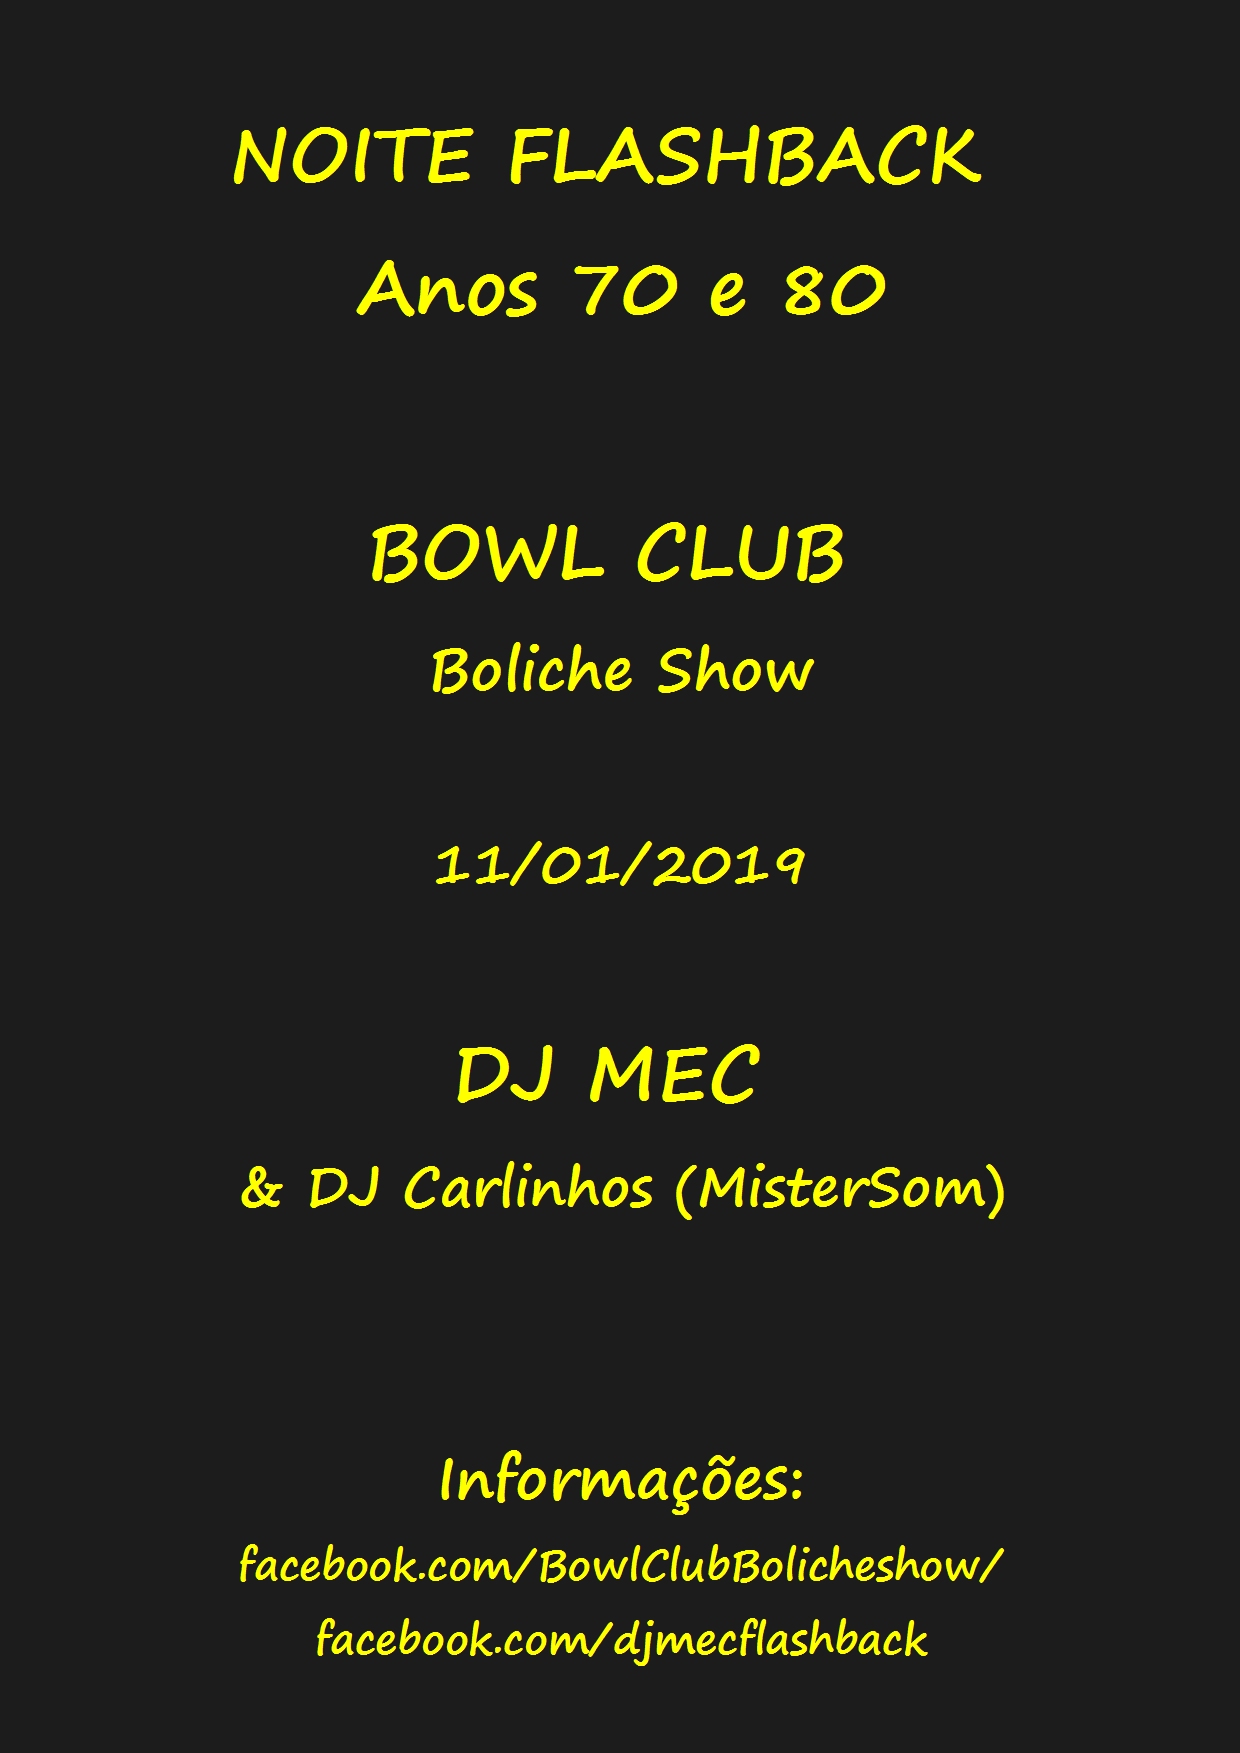 NOITE FLASHBACK
Anos 70 e 80
BOWL CLUB
Boliche Show
11/01/2019
DJ MEC
& DJ Carlinhos (MisterSom)
Informações:
facebook.com/BowlClubBolicheshow/
facebook.com/djmecflashback